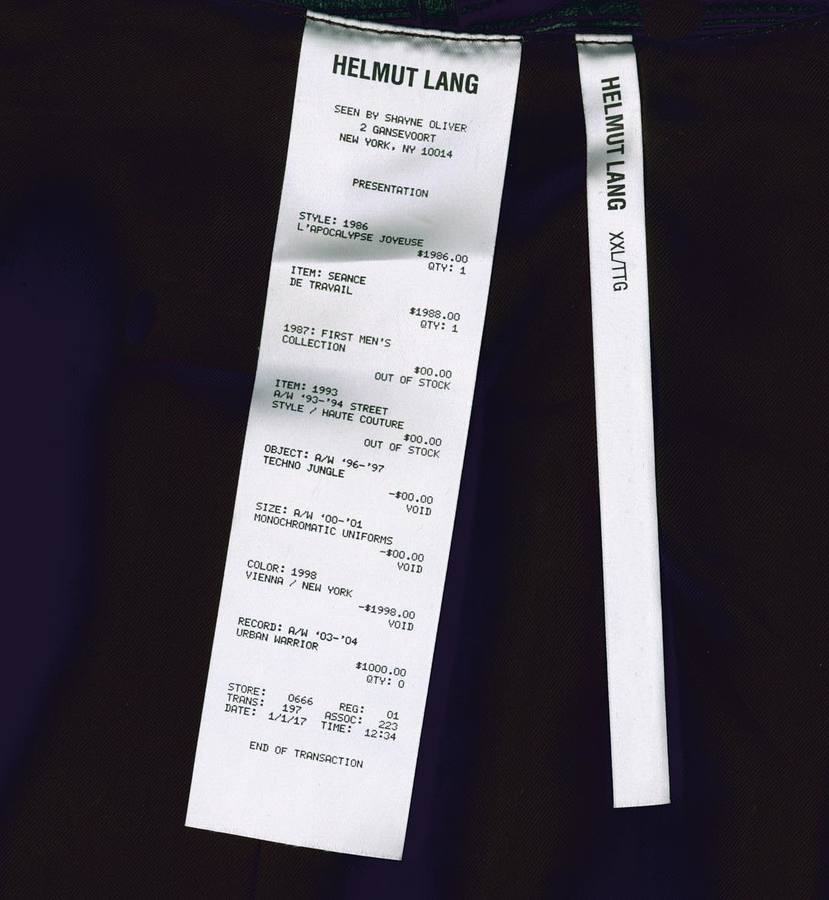 HELMUT LANG
SEEN BY SHAYNE OLIVER
2 GANSEVOORT
NEW YORK, NY 10014
PRESENTATION
STYLE: 1986
L'APOCALYPSE JOYEUSE
$1986.00
QTY: 1
ITEM: SEANCE
DE TRAVAIL
$1988.00
QTY: 1
1987: FIRST MEN'S
COLLECTION
$00.00
OUT OF STOCK
ITEM: 1993
A/W '93-'94 STREET
STYLE / HAUTE COUTURE
$00.00
OUT OF STOCK
OBJECT: A/W '96-'97
TECHNO JUNGLE
-$00.00
VOID
SIZE: A/W '00-'01
MONOCHROMATIC UNIFORMS
-$00.00
VOID
COLOR: 1998
VIENNA / NEW YORK
-$1998.00
VOID
RECORD: A/W '03-'04
URBAN WARRIOR
$1000.00
QTY: 0
STORE: 0666 REG: 01
TRANS: 197 ASSOC: 223
DATE: 1/1/17 TIME: 12:34
END OF TRANSACTION
HELMUT LANG XXL/TTG